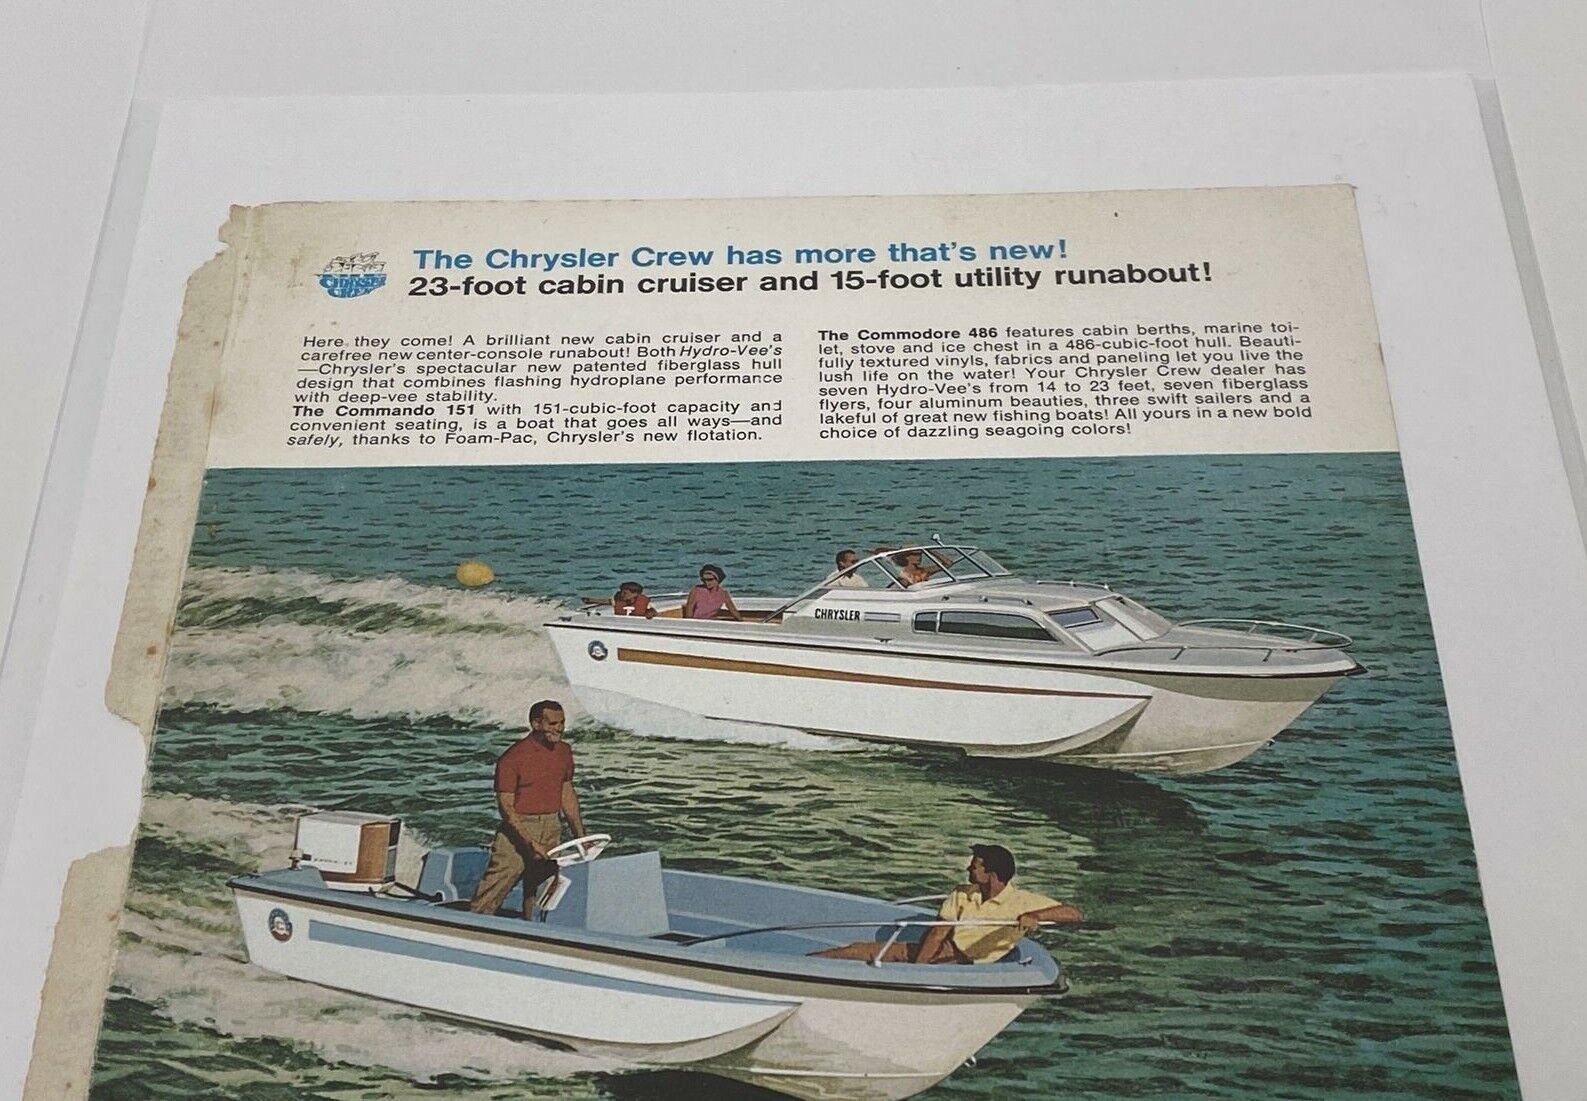 CHRYSLER
CREW
The Chrysler Crew has more that's new!
23-foot cabin cruiser and 15-foot utility runabout!
Here they come! A brilliant new cabin cruiser and a
carefree new center-console runabout! Both Hydro-Vee's
—Chrysler's spectacular new patented fiberglass hull
design that combines flashing hydroplane performance
with deep-vee stability.
The Commando 151 with 151-cubic-foot capacity and
convenient seating, is a boat that goes all ways—and
safely, thanks to Foam-Pac, Chrysler's new flotation.
The Commodore 486 features cabin berths, marine toi-
let, stove and ice chest in a 486-cubic-foot hull. Beauti-
fully textured vinyls, fabrics and paneling let you live the
lush life on the water! Your Chrysler Crew dealer has
seven Hydro-Vee's from 14 to 23 feet, seven fiberglass
flyers, four aluminum beauties, three swift sailers and a
lakeful of great new fishing boats! All yours in a new bold
choice of dazzling seagoing colors!
CHRYSLER